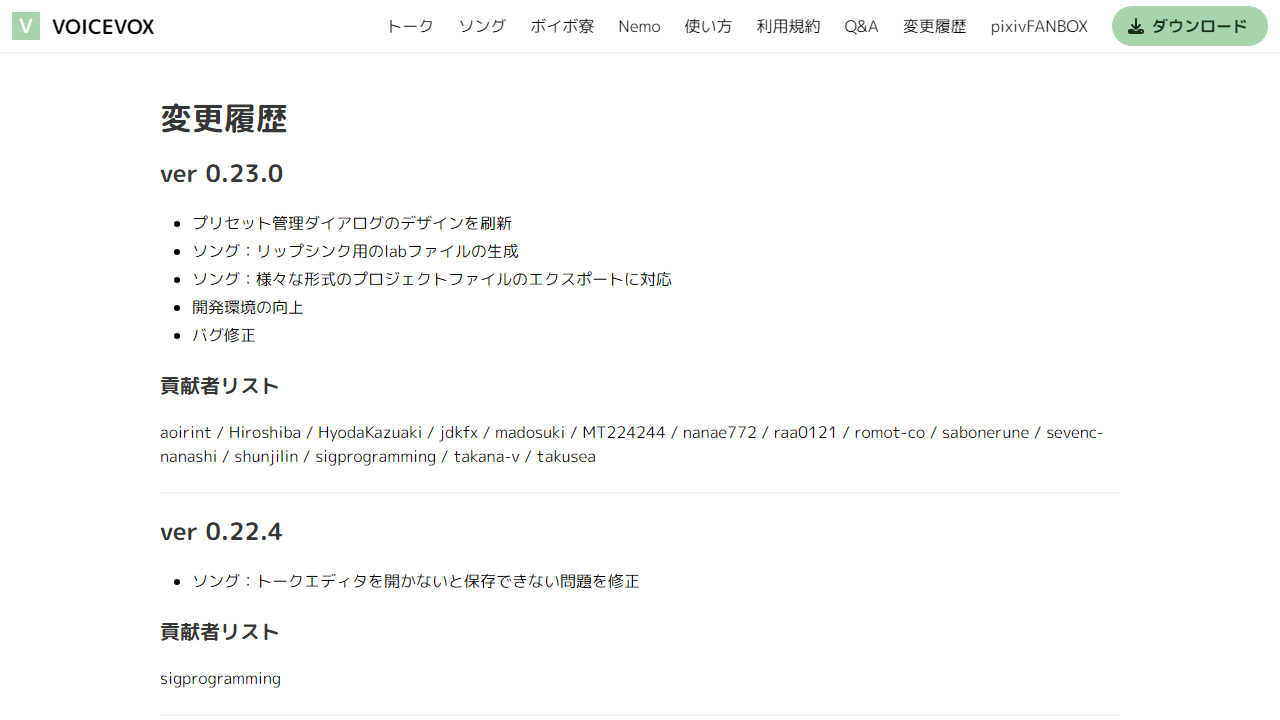 V VOICEVOX トーク ソング ボイボ寮 Nemo 使い方 利用規約 Q&A 変更履歴 pixivFANBOX ダウンロード
変更履歴
ver 0.23.0
プリセット管理ダイアログのデザインを刷新
ソング：リップシンク用のlabファイルの生成
ソング：様々な形式のプロジェクトファイルのエクスポートに対応
開発環境の向上
バグ修正
貢献者リスト
aoirint / Hiroshiba / HyodaKazuaki / jdkfx / madosuki / MT224244 / nanae772 / raa0121 / romot-co / sabonerune / sevenc-
nanashi / shunjilin / sigprogramming / takana-v / takusea
ver 0.22.4
ソング：トークエディタを開かないと保存できない問題を修正
貢献者リスト
sigprogramming